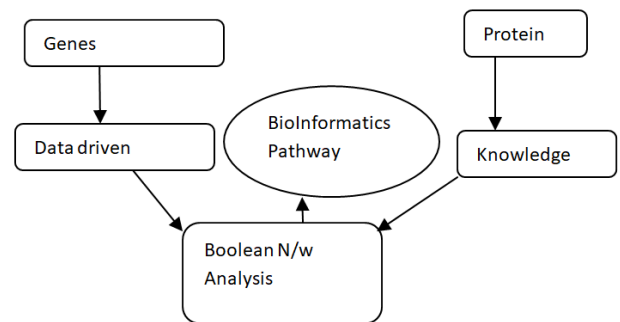 Genes
Protein
BioInformatics
Pathway
Data driven
Knowledge
Boolean N/w
Analysis